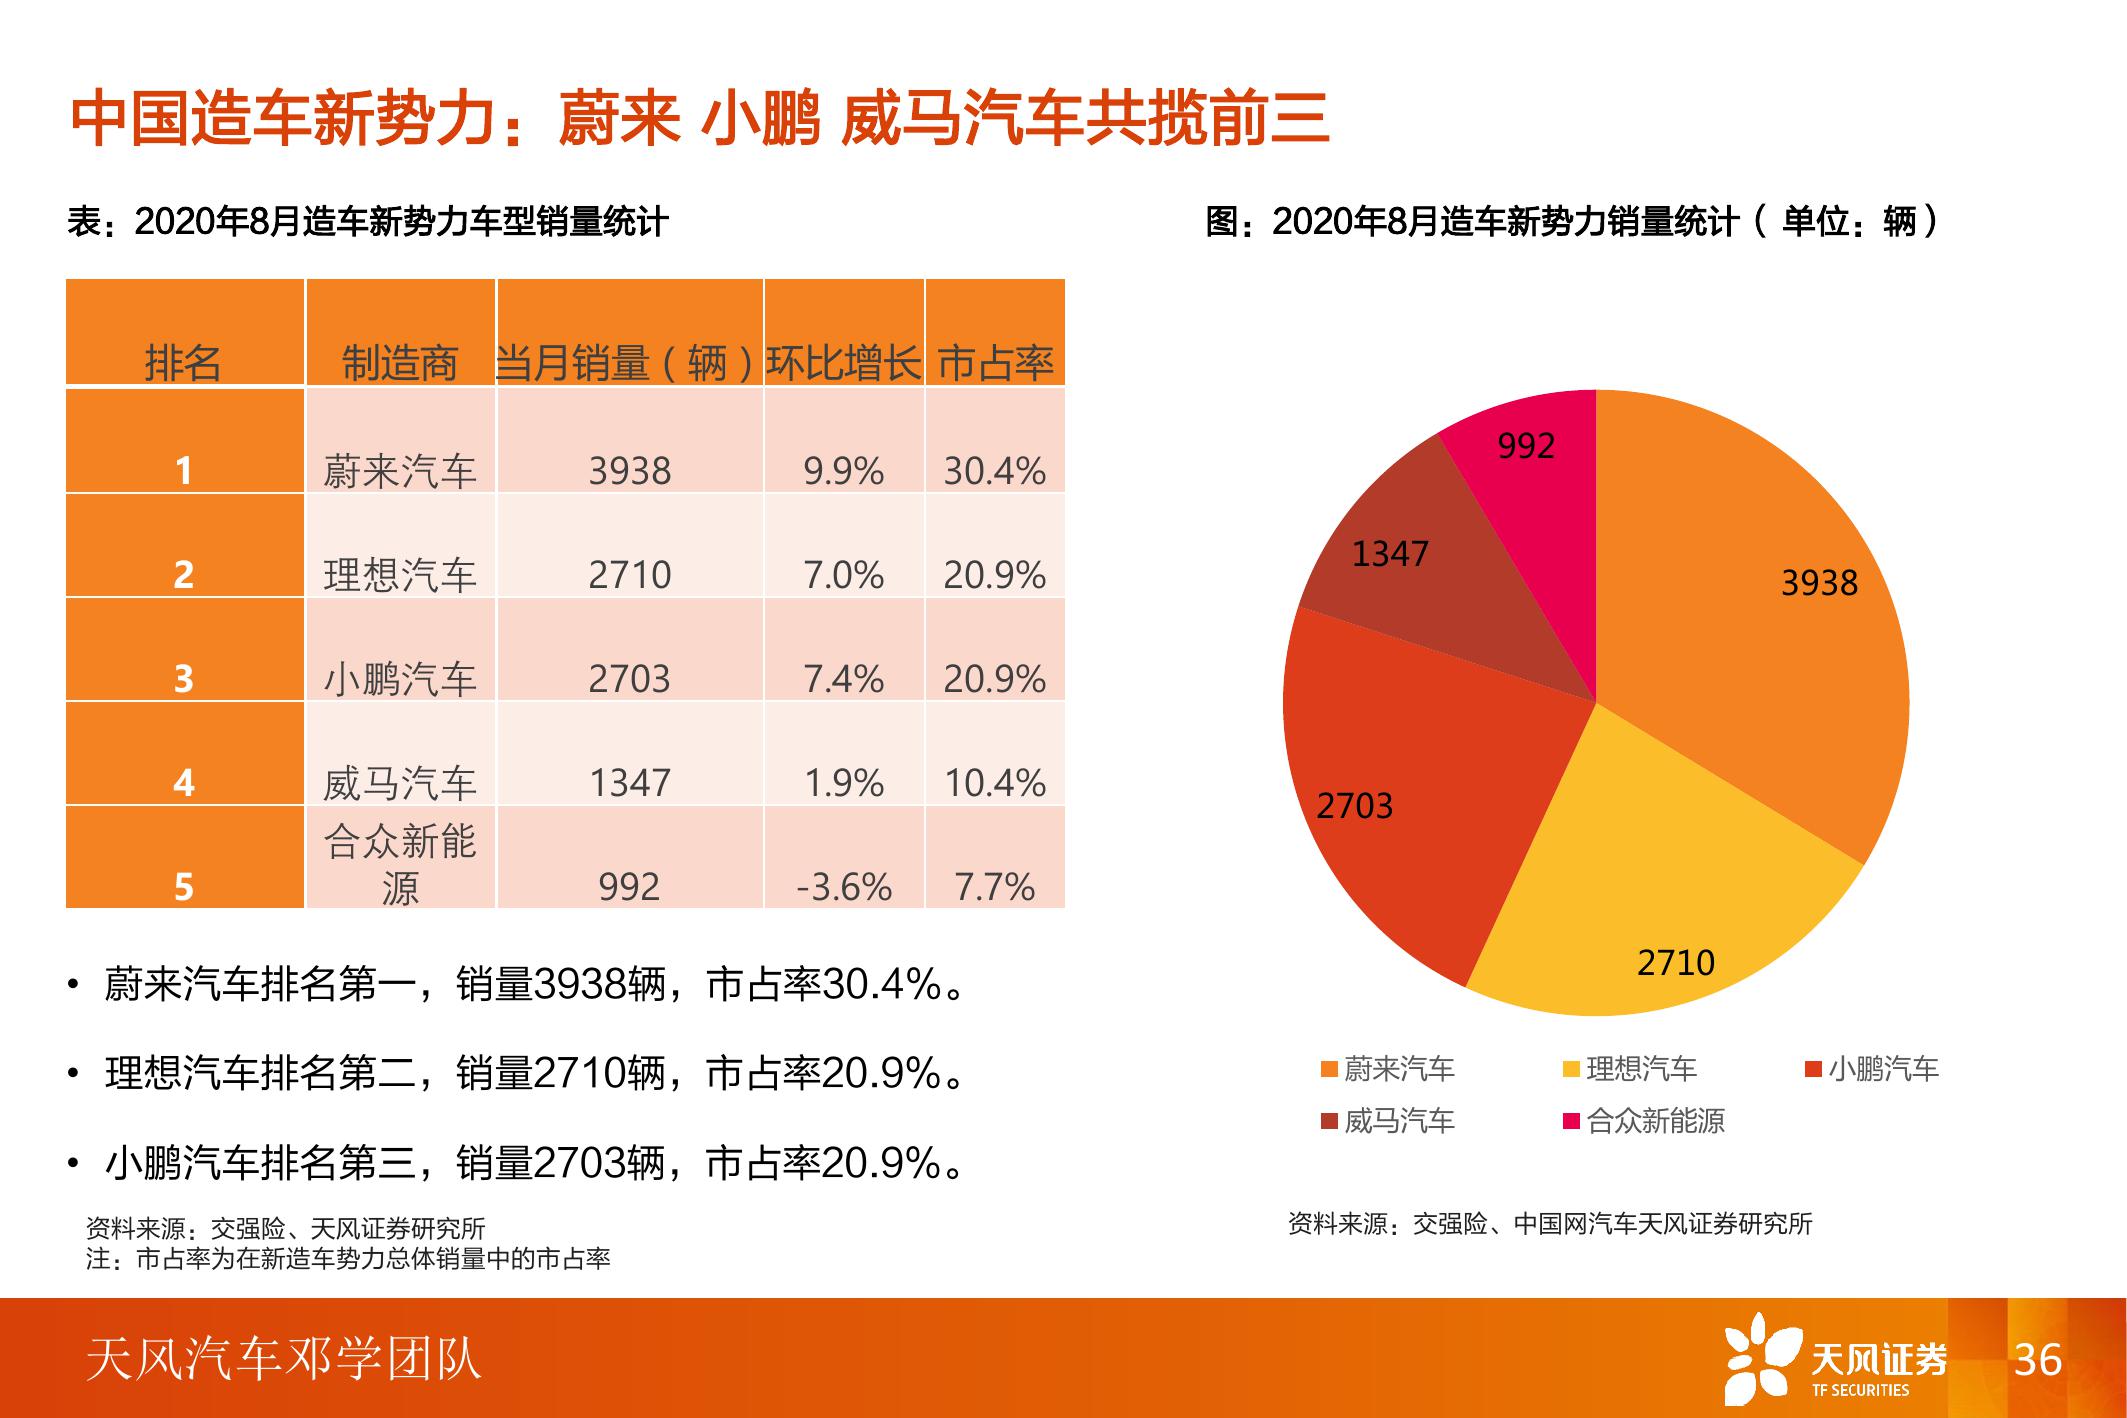 中国造车新势力：蔚来 小鹏 威马汽车共揽前三
表：2020年8月造车新势力车型销量统计
排名 制造商 当月销量（辆） 环比增长 市占率
1 蔚来汽车 3938 9.9% 30.4%
2 理想汽车 2710 7.0% 20.9%
3 小鹏汽车 2703 7.4% 20.9%
4 威马汽车 1347 1.9% 10.4%
5 合众新能源 992 -3.6% 7.7%
• 蔚来汽车排名第一，销量3938辆，市占率30.4%。
• 理想汽车排名第二，销量2710辆，市占率20.9%。
• 小鹏汽车排名第三，销量2703辆，市占率20.9%。
资料来源：交强险、天风证券研究所
注：市占率为在新造车势力总体销量中的市占率
图：2020年8月造车新势力销量统计（ 单位：辆）
992
1347
3938
2703
2710
蔚来汽车 理想汽车 小鹏汽车
威马汽车 合众新能源
资料来源：交强险、中国网汽车天风证券研究所
天风汽车邓学团队
天风证券
TF SECURITIES
36